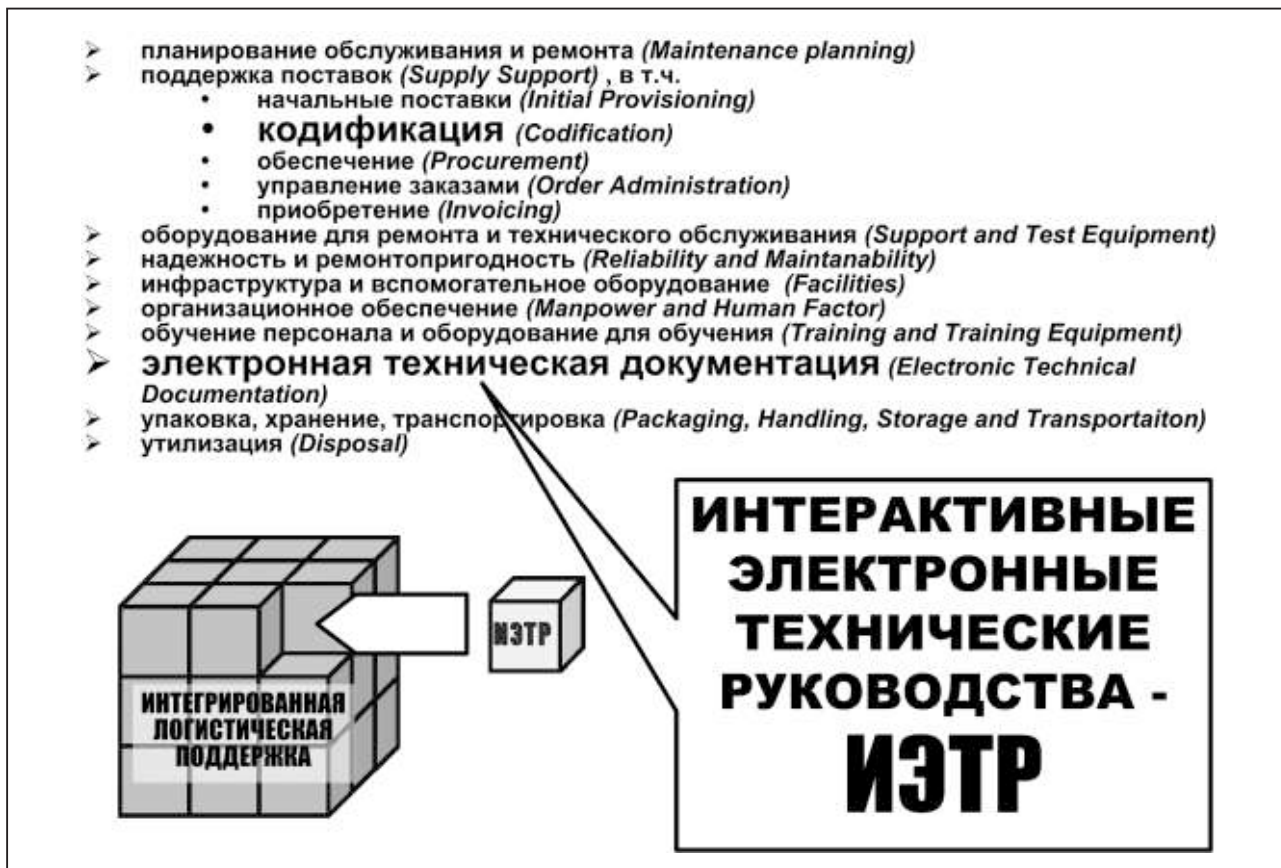 ➢ планирование обслуживания и ремонта (Maintenance planning)
➢ поддержка поставок (Supply Support) , в т.ч.
• начальные поставки (Initial Provisioning)
• кодификация (Codification)
• обеспечение (Procurement)
• управление заказами (Order Administration)
• приобретение (Invoicing)
➢ оборудование для ремонта и технического обслуживания (Support and Test Equipment)
➢ надежность и ремонтопригодность (Reliability and Maintanability)
➢ инфраструктура и вспомогательное оборудование (Facilities)
➢ организационное обеспечение (Manpower and Human Factor)
➢ обучение персонала и оборудование для обучения (Training and Training Equipment)
➢ электронная техническая документация (Electronic Technical
Documentation)
➢ упаковка, хранение, транспортировка (Packaging, Handling, Storage and Transportaiton)
➢ утилизация (Disposal)
ИНТЕГРИРОВАННАЯ
ЛОГИСТИЧЕСКАЯ
ПОДДЕРЖКА
ИЭТР
ИНТЕРАКТИВНЫЕ
ЭЛЕКТРОННЫЕ
ТЕХНИЧЕСКИЕ
РУКОВОДСТВА -
ИЭТР